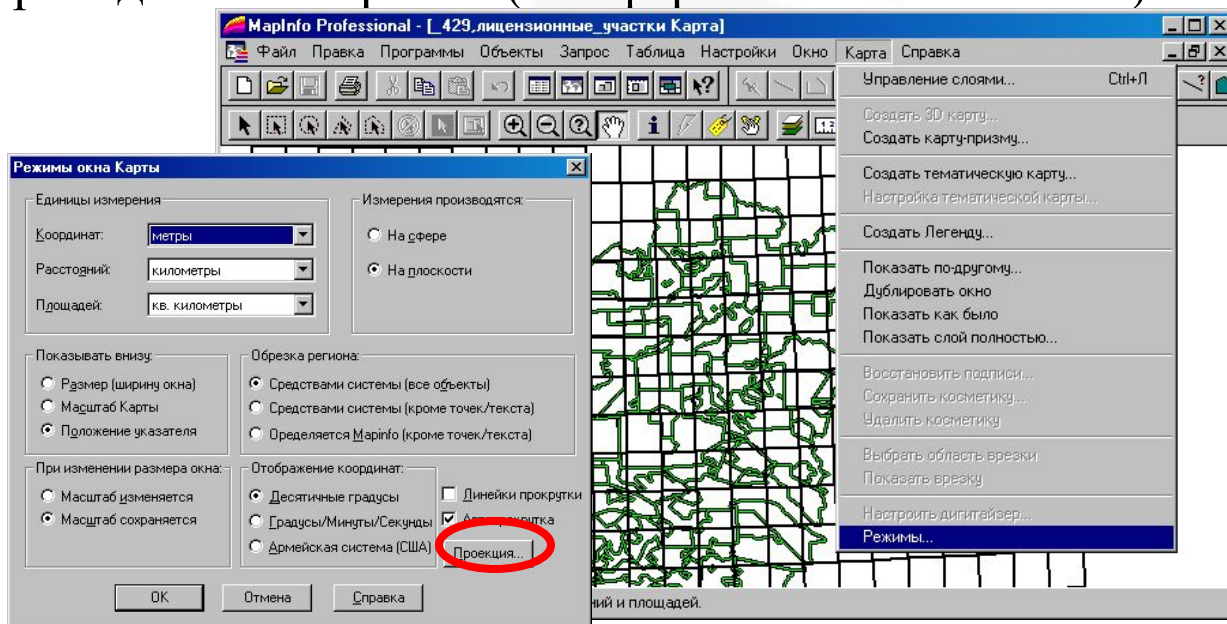 MapInfo Professional - [_429,лицензионные_участки Карта]
Файл Правка Программы Объекты Запрос Таблица Настройки Окно Карта Справка
Управление слоями... Ctrl+Л
Создать 3D карту...
Создать карту-призму...
Создать тематическую карту...
Настройка тематической карты...
Создать Легенду...
Показать по-другому...
Дублировать окно
Показать как было
Показать слой полностью...
Восстановить подписи...
Сохранить косметику...
Удалить косметику
Выбрать область врезки
Показать врезку
Настроить дигитайзер...
Режимы...
Режимы окна Карты
Единицы измерения
Координат: метры
Расстояний: километры
Площадей: кв. километры
Измерения производятся:
На сфере
На плоскости
Показывать внизу:
Размер (ширину окна)
Масштаб Карты
Положение указателя
Обрезка региона:
Средствами системы (все объекты)
Средствами системы (кроме точек/текста)
Оределяется Mapinfo (кроме точек/текста)
При изменении размера окна:
Масштаб изменяется
Масштаб сохраняется
Отображение координат:
Десятичные градусы
Градусы/Минуты/Секунды
Армейская система (США)
Линейки прокрутки
Проекция...
OK Отмена Справка
и площадей.